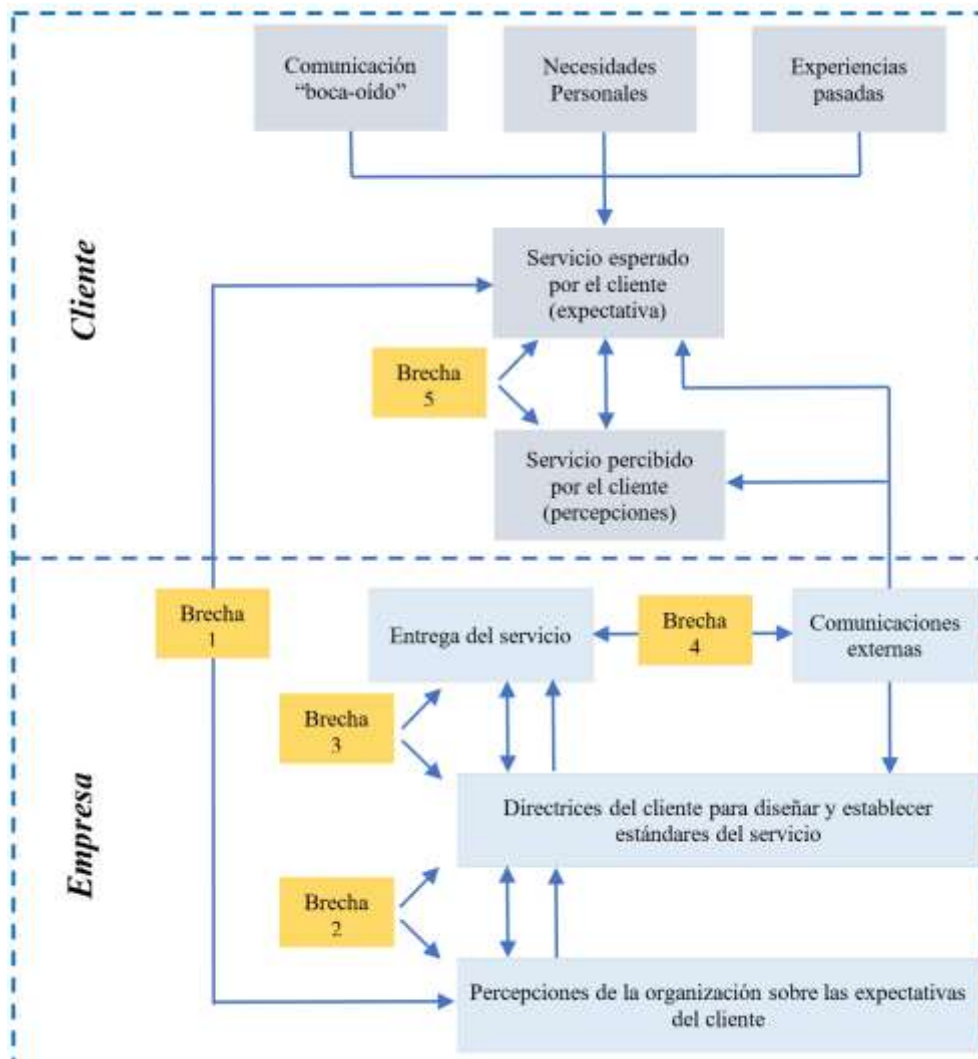 Comunicación
“boca-oído”
Necesidades
Personales
Experiencias
pasadas
Cliente
Servicio esperado
por el cliente
(expectativa)
Brecha
5
Servicio percibido
por el cliente
(percepciones)
Brecha
1
Entrega del servicio
Brecha
4
Comunicaciones
externas
Brecha
3
Empresa
Directrices del cliente para diseñar y establecer
estándares del servicio
Brecha
2
Percepciones de la organización sobre las expectativas
del cliente